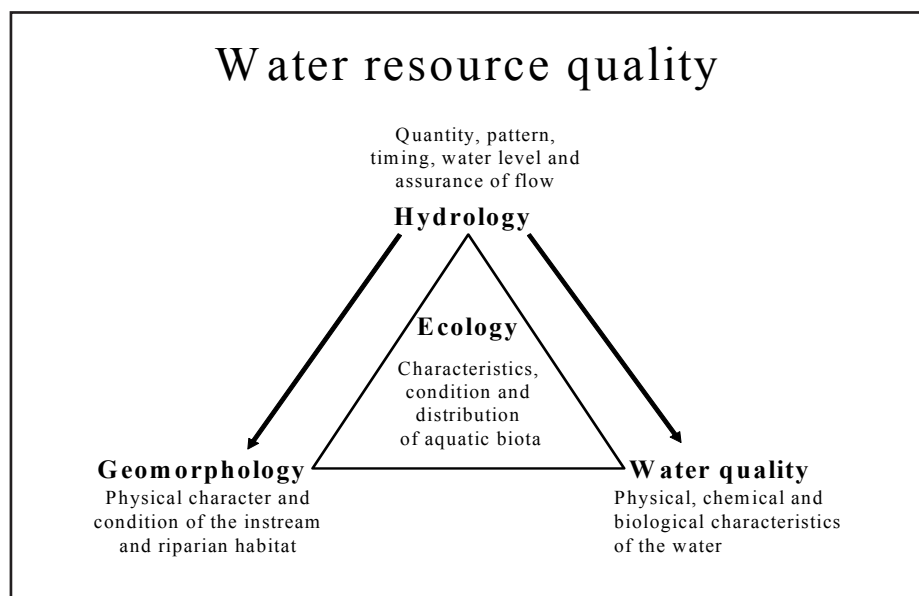 Water resource quality
Quantity, pattern,
timing, water level and
assurance of flow
Hydrology
Ecology
Characteristics,
condition and
distribution
of aquatic biota
Geomorphology
Physical character and
condition of the instream
and riparian habitat
Water quality
Physical, chemical and
biological characteristics
of the water